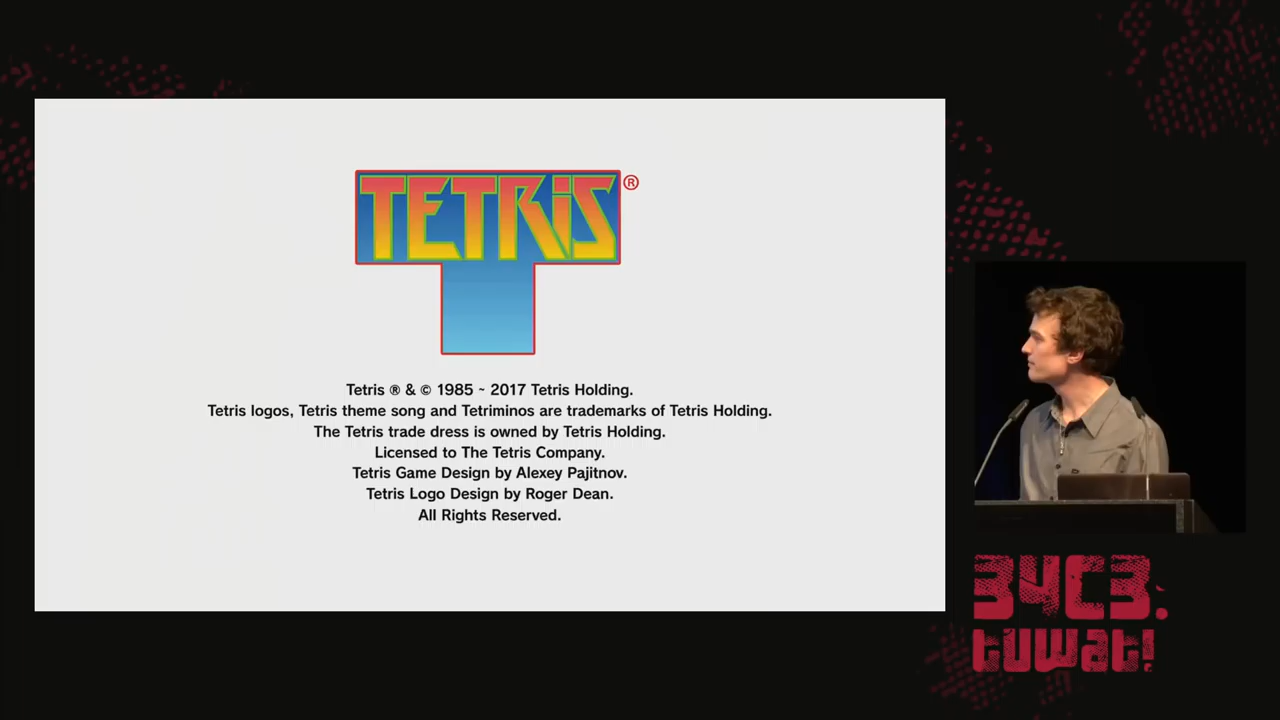 TETRiS®
Tetris ® & © 1985 ~ 2017 Tetris Holding.
Tetris logos, Tetris theme song and Tetriminos are trademarks of Tetris Holding.
The Tetris trade dress is owned by Tetris Holding.
Licensed to The Tetris Company.
Tetris Game Design by Alexey Pajitnov.
Tetris Logo Design by Roger Dean.
All Rights Reserved.
34C3.
tuwat!